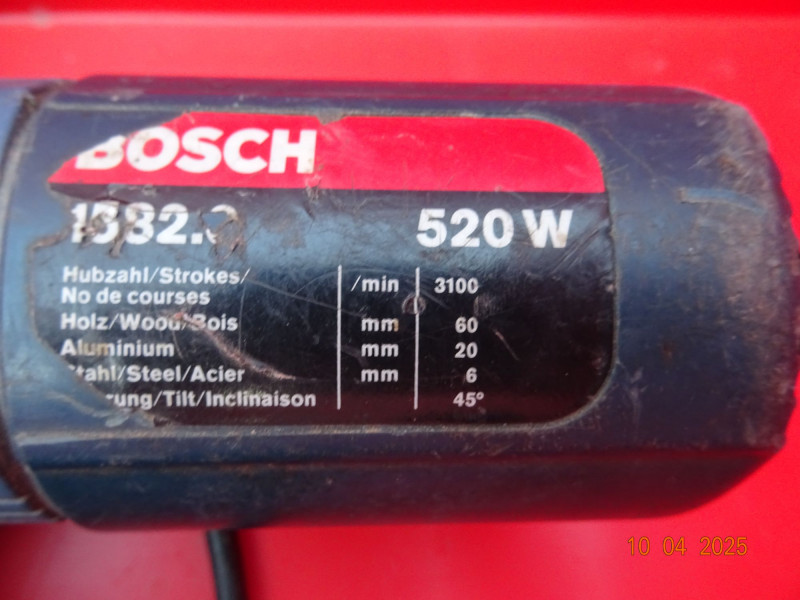 BOSCH
520 W
Hubzahl/Strokes/
No de courses /min 3100
Holz/Wood/Bois mm 60
Aluminium mm 20
Stahl/Steel/Acier mm 6
/Tilt/Inclinaison 45°
10 04 2025